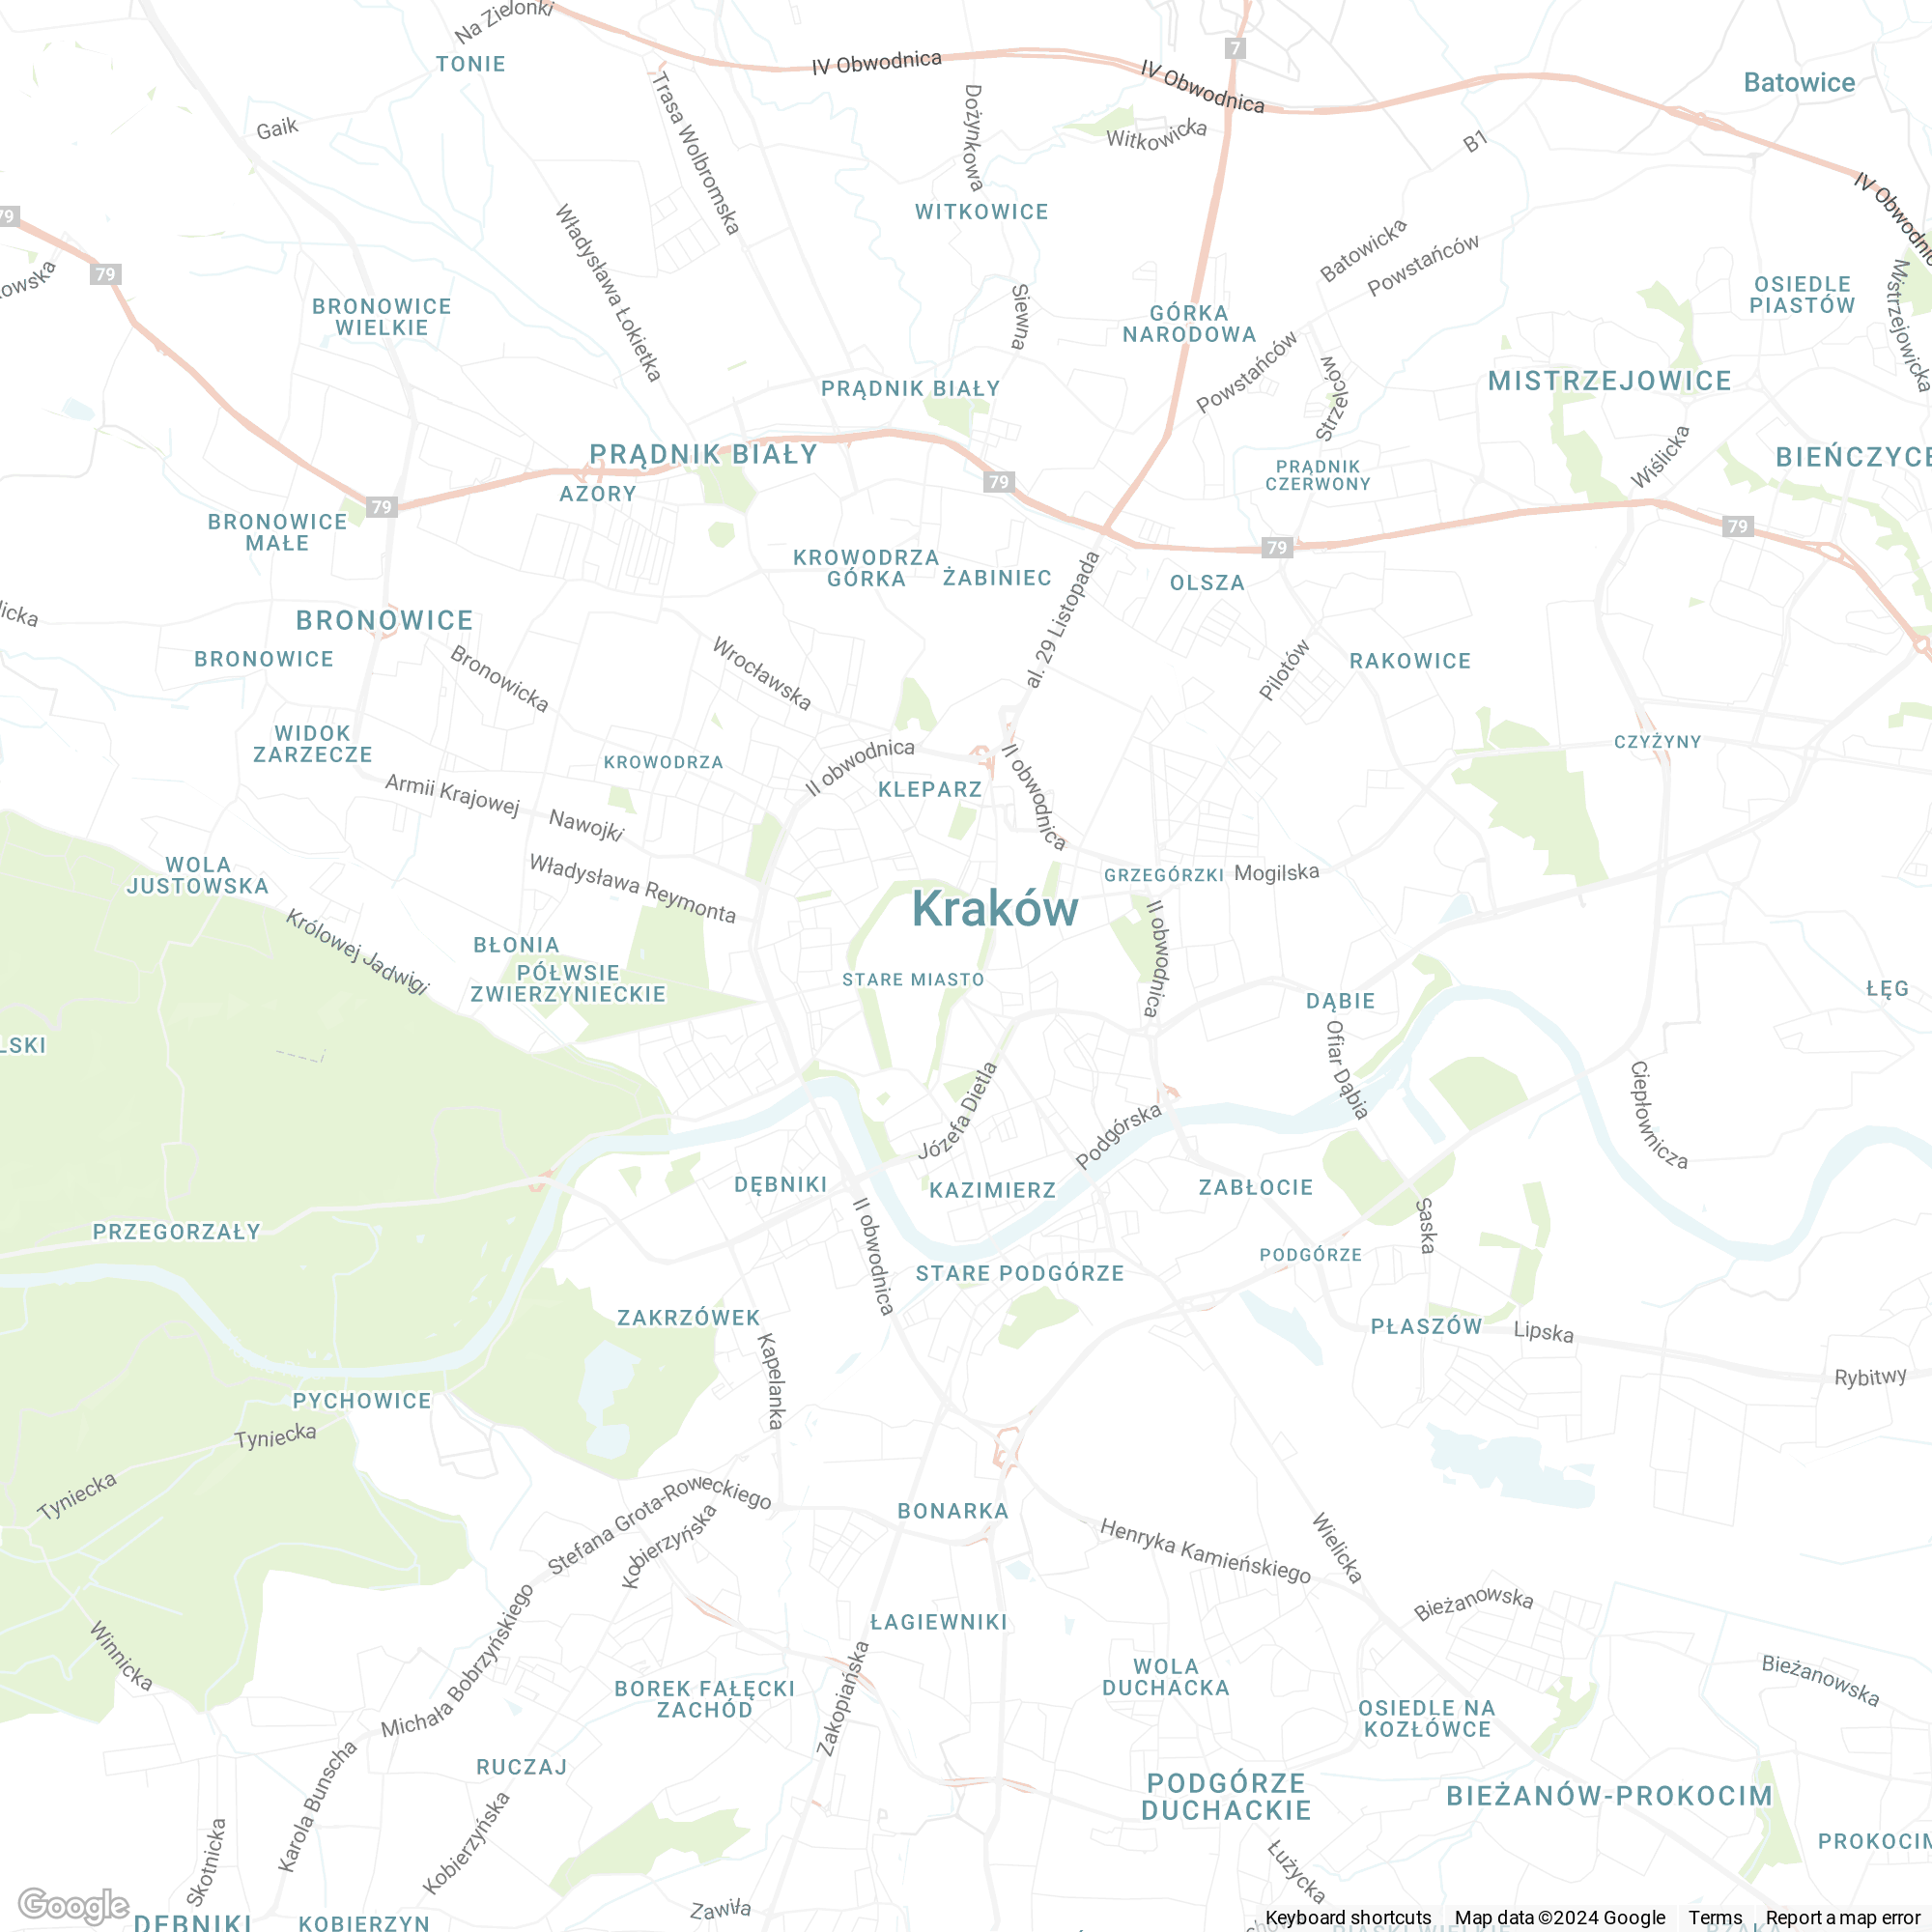 Na Zielonki
TONIE
IV Obwodnica
7
IV Obwodnica
Batowice
Gaik
Trasa Wolbromska
Dożynkowa
Witkowicka
B1
IV Obwodnica
79
79
Władysława Łokietka
WITKOWICE
Batowicka
Powstańców
BRONOWICE
WIELKIE
Siewna
GÓRKA
NARODOWA
OSIEDLE
PIASTÓW
Mistrzejowicka
Powstańców
Strzelców
PRĄDNIK BIAŁY
MISTRZEJOWICE
PRĄDNIK BIAŁY
Wiślicka
BIEŃCZYCE
AZORY
79
79
PRĄDNIK
CZERWONY
BRONOWICE
MAŁE
79
79
KROWODRZA
GÓRKA
ŻABINIEC
OLSZA
al. 29 Listopada
BRONOWICE
BRONOWICE
Bronowicka
Wrocławska
Pilotów
RAKOWICE
WIDOK
ZARZECZE
KROWODRZA
II obwodnica
II obwodnica
CZYŻYNY
KLEPARZ
Armii Krajowej
Nawojki
WOLA
JUSTOWSKA
Władysława Reymonta
GRZEGÓRZKI
Mogilska
Kraków
Królowej Jadwigi
BŁONIA
PÓŁWSIE
ZWIERZYNIECKIE
STARE MIASTO
II obwodnica
DĄBIE
ŁĘG
LSKI
Ofiar Dąbia
Józefa Dietla
Podgórska
Ciepłownicza
DĘBNIKI
KAZIMIERZ
ZABŁOCIE
PRZEGORZAŁY
II obwodnica
Saska
PODGÓRZE
STARE PODGÓRZE
ZAKRZÓWEK
Kapelanka
PŁASZÓW
Lipska
Rybitwy
PYCHOWICE
Tyniecka
Tyniecka
Stefana Grota-Roweckiego
Kobierzyńska
BONARKA
Henryka Kamieńskiego
Wielicka
Bieżanowska
Winnicka
Michała Bobrzyńskiego
ŁAGIEWNIKI
Zakopiańska
WOLA
DUCHACKA
Bieżanowska
BOREK FAŁĘCKI
ZACHÓD
OSIEDLE NA
KOZŁÓWCE
RUCZAJ
Karola Bunscha
Kobierzyńska
PODGÓRZE
DUCHACKIE
BIEŻANÓW-PROKOCIM
PROKOCIM
Skotnicka
Łużycka
Google
Zawiła
DĘBNIKI
KOBIERZYN
Keyboard shortcuts
Map data ©2024 Google
Terms
Report a map error